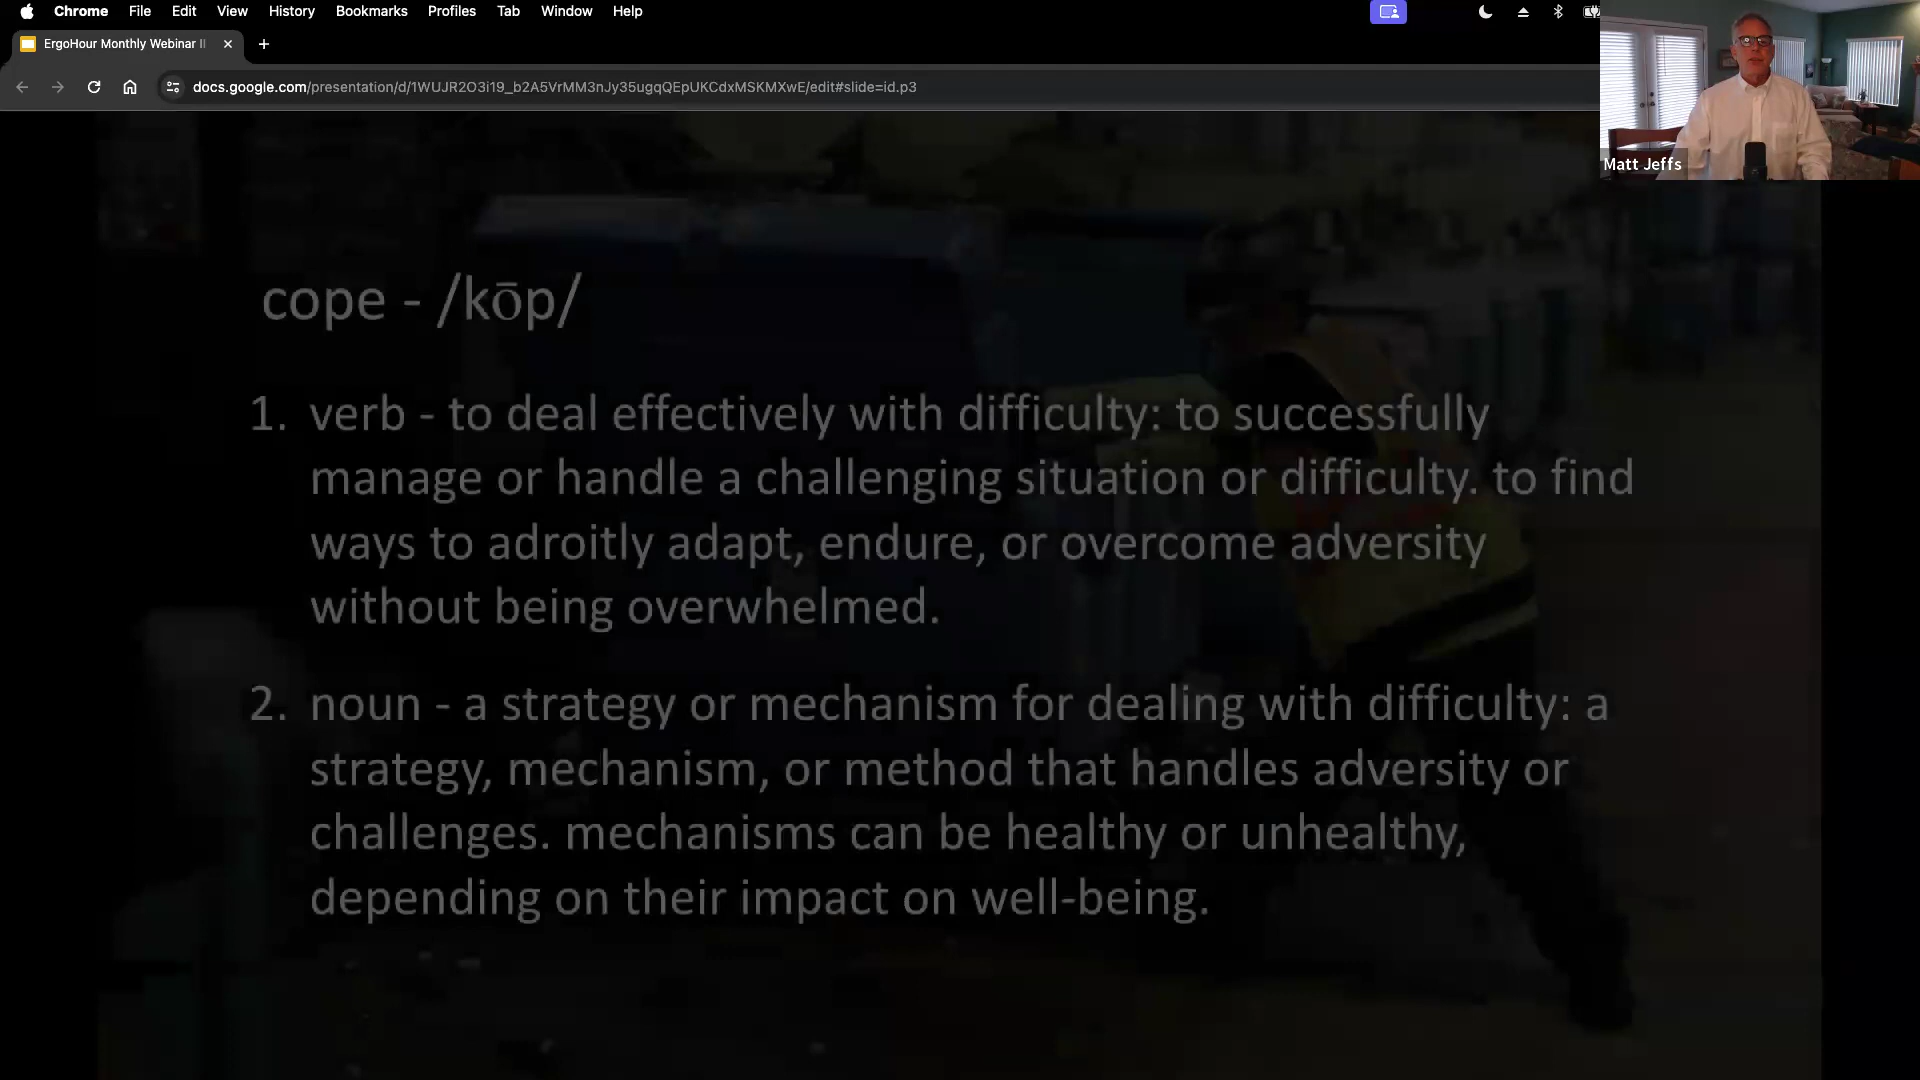 Chrome File Edit View History Bookmarks Profiles Tab Window Help
ErgoHour Monthly Webinar
docs.google.com/presentation/d/1WUJR2O3i19_b2A5VrMM3nJy35ugqQEpUKCdxMSKMXwE/edit#slide=id.p3
Matt Jeffs
cope - /kōp/
1. verb - to deal effectively with difficulty: to successfully
manage or handle a challenging situation or difficulty. to find
ways to adroitly adapt, endure, or overcome adversity
without being overwhelmed.
2. noun - a strategy or mechanism for dealing with difficulty: a
strategy, mechanism, or method that handles adversity or
challenges. mechanisms can be healthy or unhealthy,
depending on their impact on well-being.